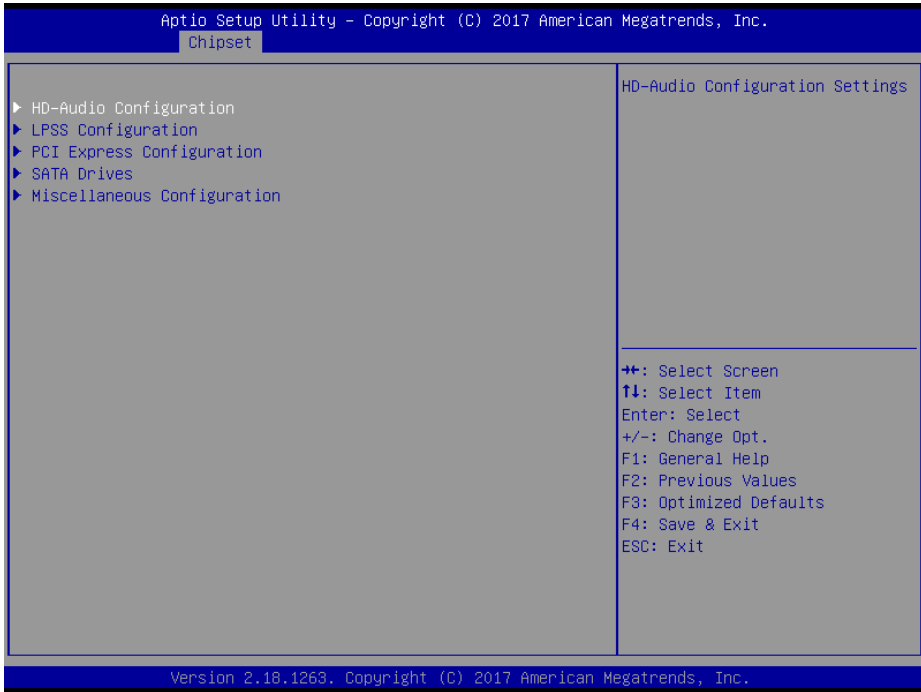 Aptio Setup Utility – Copyright (C) 2017 American Megatrends, Inc.
Chipset
HD-Audio Configuration
LPSS Configuration
PCI Express Configuration
SATA Drives
Miscellaneous Configuration
HD-Audio Configuration Settings
→←: Select Screen
↑↓: Select Item
Enter: Select
+/-: Change Opt.
F1: General Help
F2: Previous Values
F3: Optimized Defaults
F4: Save & Exit
ESC: Exit
Version 2.18.1263. Copyright (C) 2017 American Megatrends, Inc.